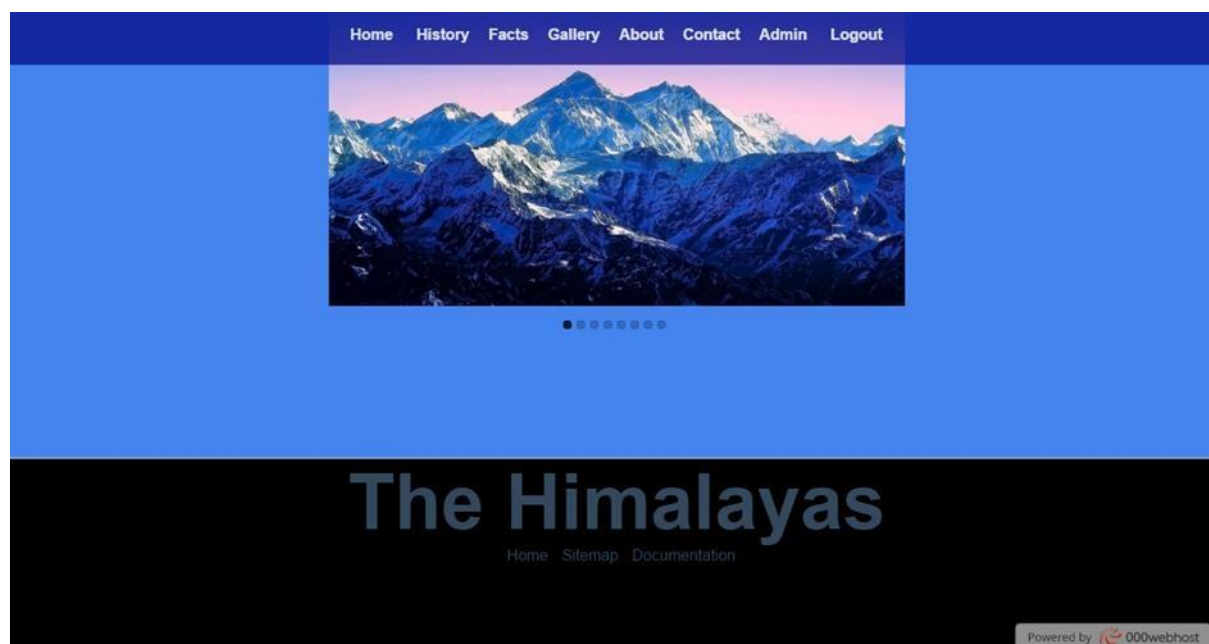 Home History Facts Gallery About Contact Admin Logout
The Himalayas
Home Sitemap Documentation
Powered by 000webhost